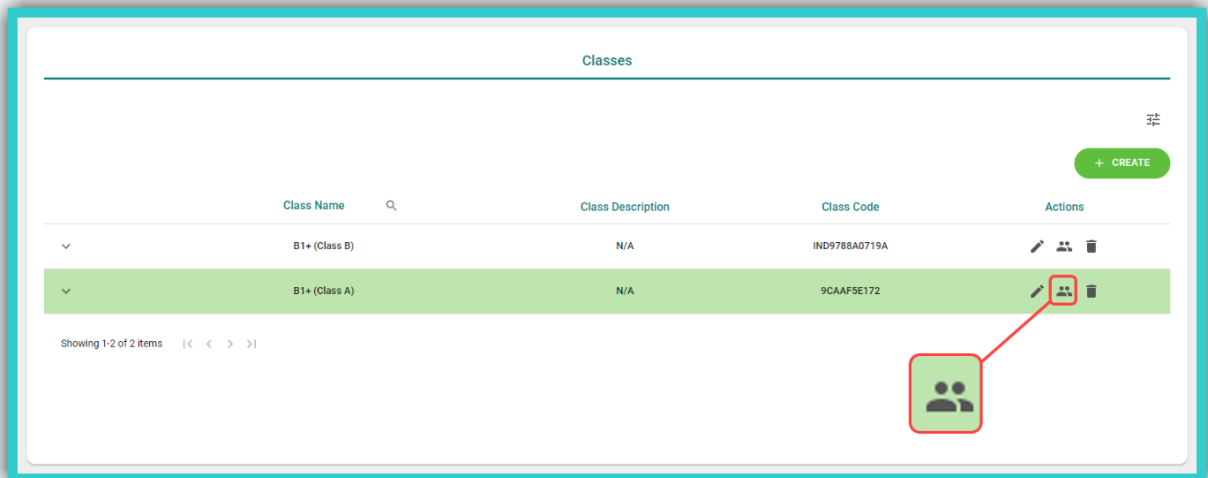 Classes
+ CREATE
Class Name Class Description Class Code Actions
B1+ (Class B) N/A IND9788A0719A
B1+ (Class A) N/A 9CAAF5E172
Showing 1-2 of 2 items |< < > >|